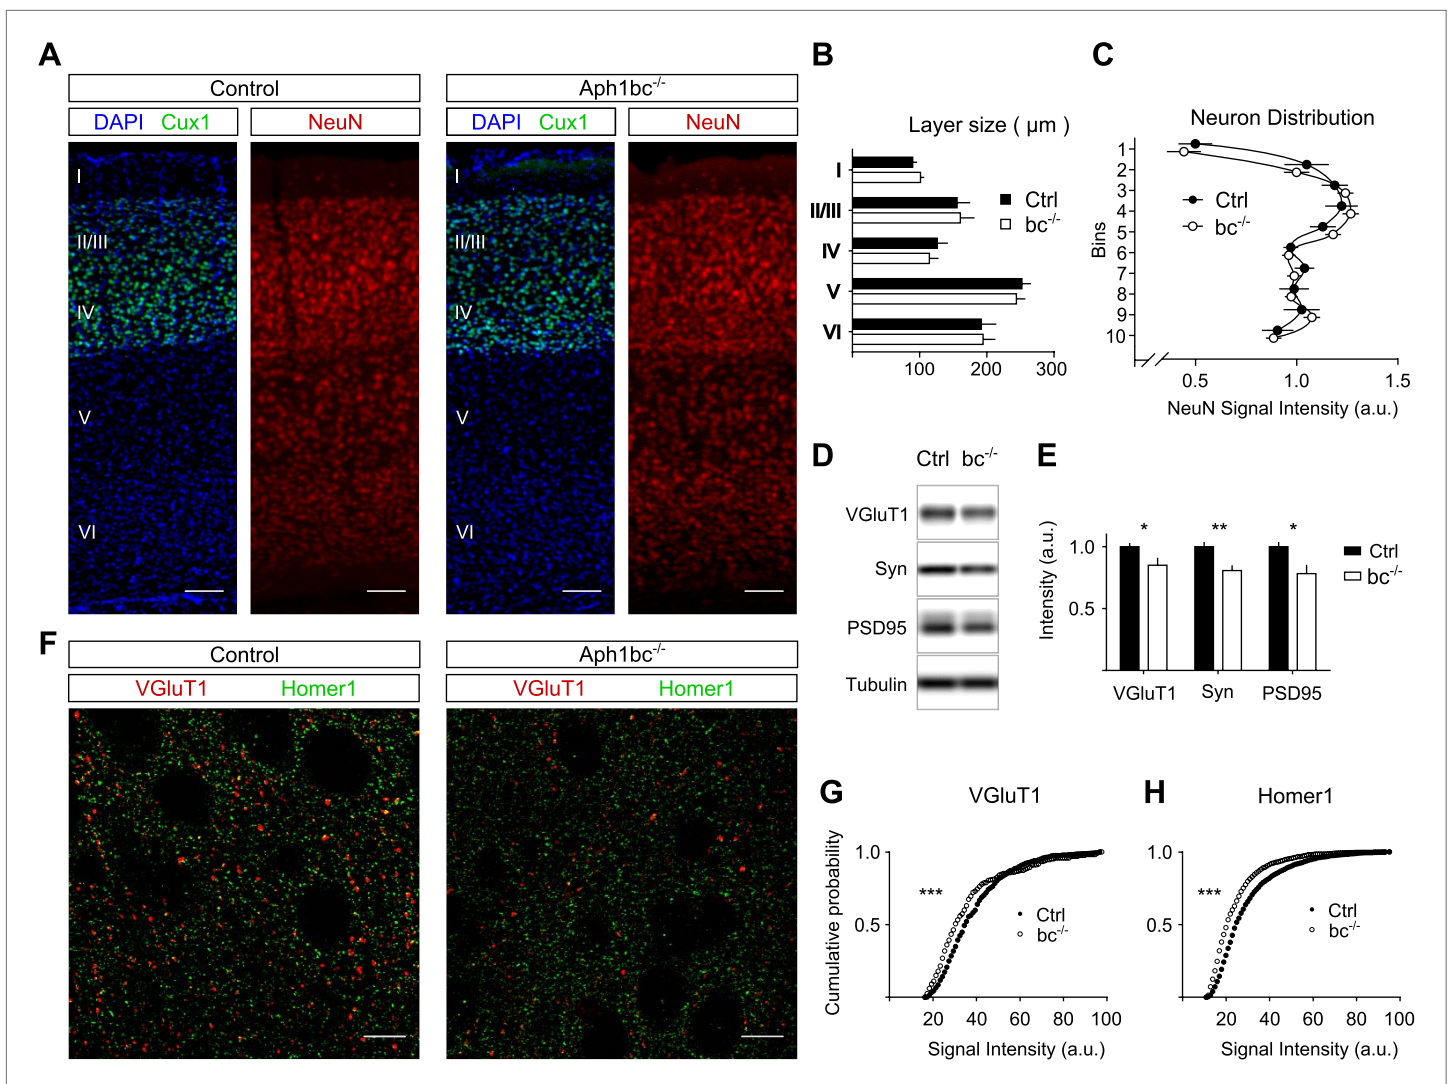 A
Control
Aph1bc-/-
DAPI Cux1
NeuN
DAPI Cux1
NeuN
I
II/III
IV
V
VI
I
II/III
IV
V
VI
B
Layer size ( µm )
I
II/III
IV
V
VI
Ctrl
bc-/-
100 200 300
C
Neuron Distribution
Bins
1
2
3
4
5
6
7
8
9
10
Ctrl
bc-/-
0.5 1.0 1.5
NeuN Signal Intensity (a.u.)
D
Ctrl bc-/-
VGluT1
Syn
PSD95
Tubulin
E
Intensity (a.u.)
1.0
0.5
* ** *
Ctrl
bc-/-
VGluT1 Syn PSD95
F
Control
Aph1bc-/-
VGluT1 Homer1
VGluT1 Homer1
G
VGluT1
Cumulative probability
1.0
0.5
***
Ctrl
bc-/-
20 40 60 80 100
Signal Intensity (a.u.)
H
Homer1
1.0
0.5
***
Ctrl
bc-/-
20 40 60 80 100
Signal Intensity (a.u.)